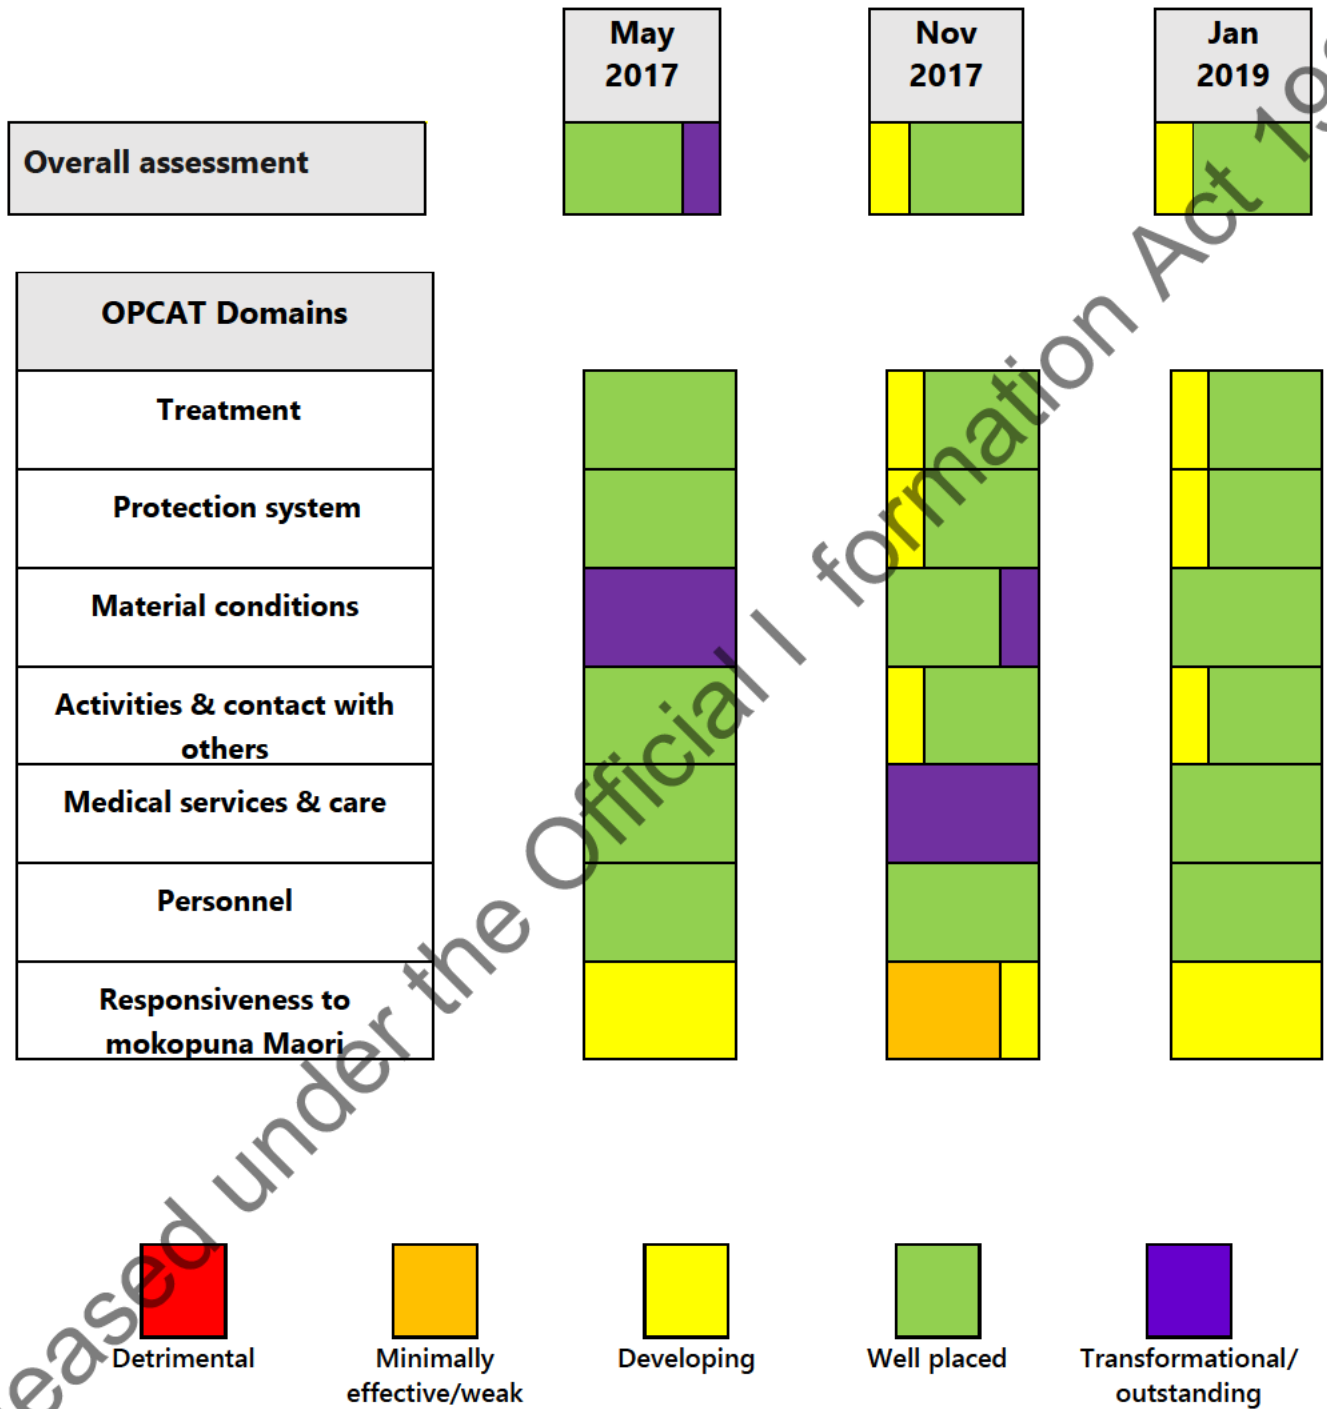 May
2017
Nov
2017
Jan
2019
Overall assessment
OPCAT Domains
Treatment
Protection system
Material conditions
Activities & contact with
others
Medical services & care
Personnel
Responsiveness to
mokopuna Maori
Detrimental
Minimally
effective/weak
Developing
Well placed
Transformational/
outstanding
eased under the Official I formation Act 19